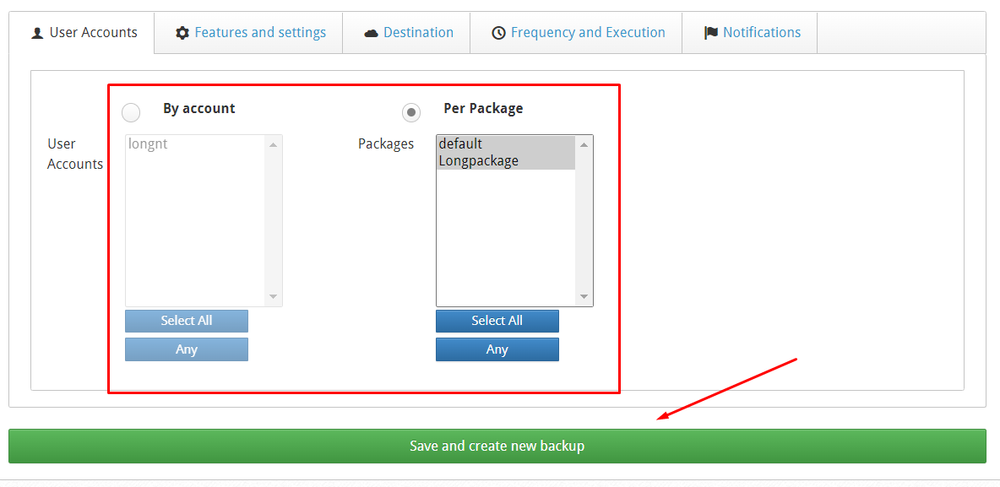 User Accounts
Features and settings
Destination
Frequency and Execution
Notifications
By account
Per Package
User
Accounts
longnt
Packages
default
Longpackage
Select All
Any
Select All
Any
Save and create new backup